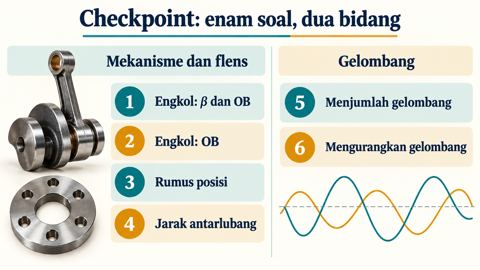 Checkpoint: enam soal, dua bidang
Mekanisme dan flens
1 Engkol: β dan OB
2 Engkol: OB
3 Rumus posisi
4 Jarak antarlubang
Gelombang
5 Menjumlah gelombang
6 Mengurangkan gelombang